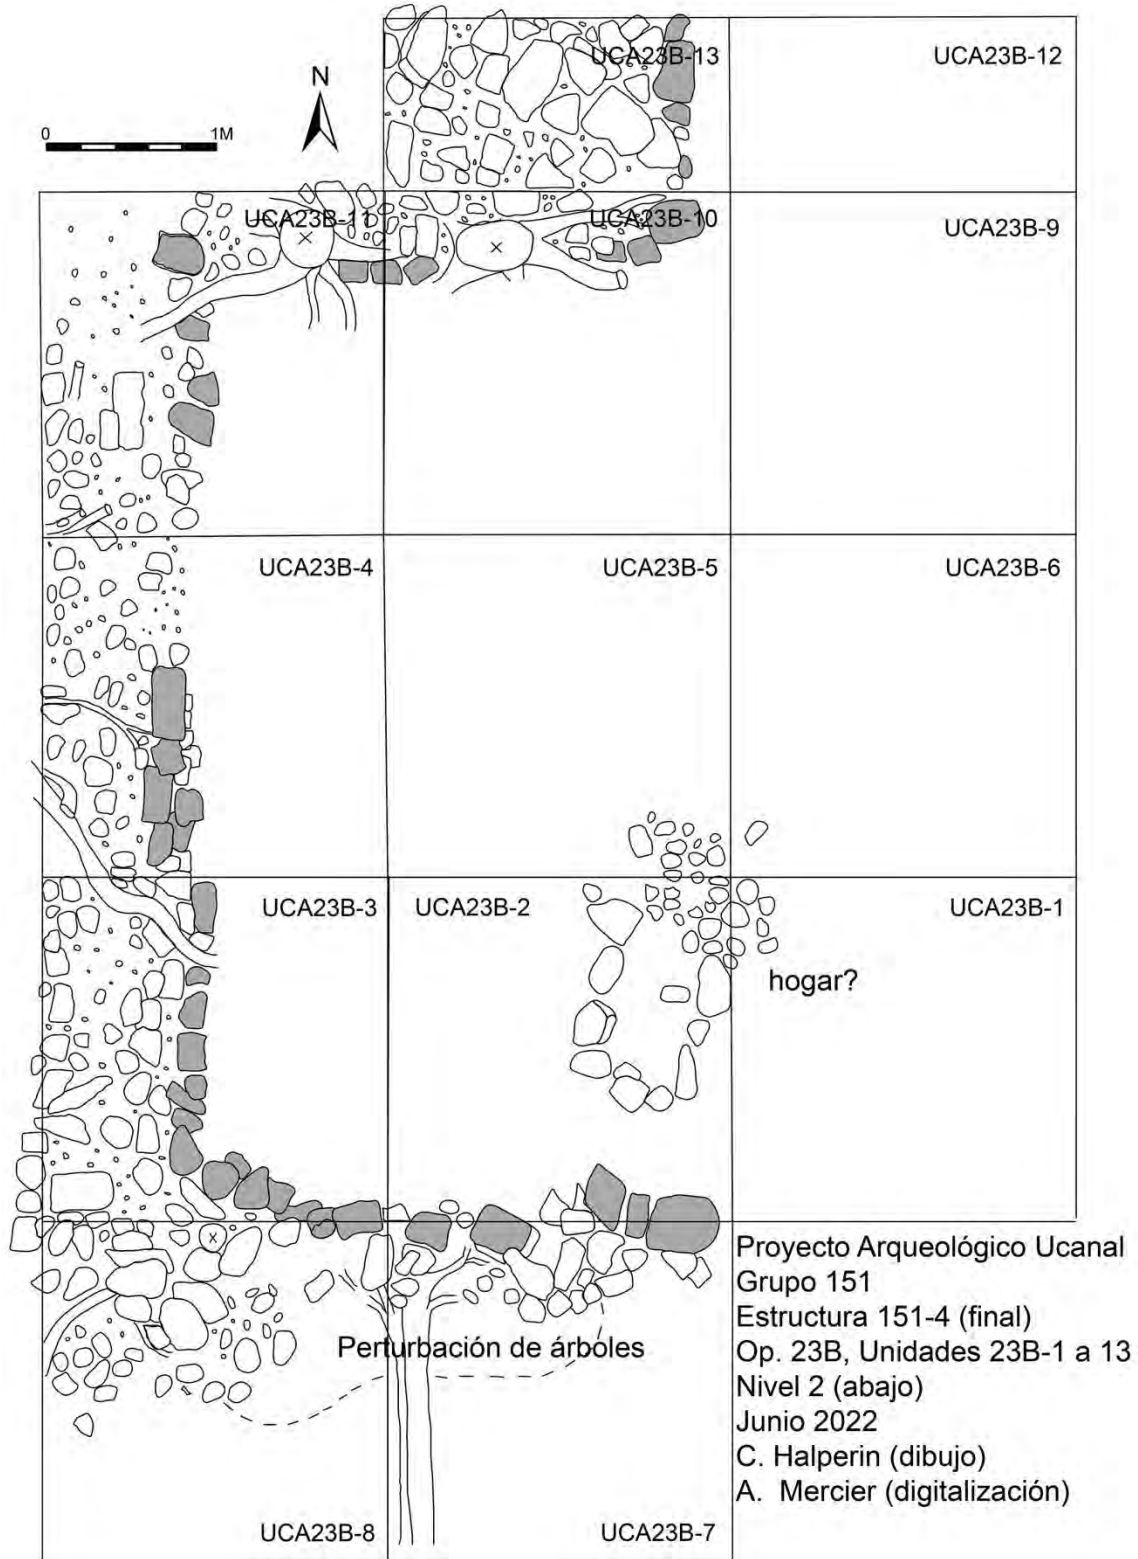 UCA23B-13
UCA23B-12
N
0
1M
UCA23B-11
UCA23B-10
UCA23B-9
x
x
UCA23B-4
UCA23B-5
UCA23B-6
UCA23B-3
UCA23B-2
UCA23B-1
hogar?
x
Perturbación de árboles
Proyecto Arqueológico Ucanal
Grupo 151
Estructura 151-4 (final)
Op. 23B, Unidades 23B-1 a 13
Nivel 2 (abajo)
Junio 2022
C. Halperin (dibujo)
A. Mercier (digitalización)
UCA23B-8
UCA23B-7